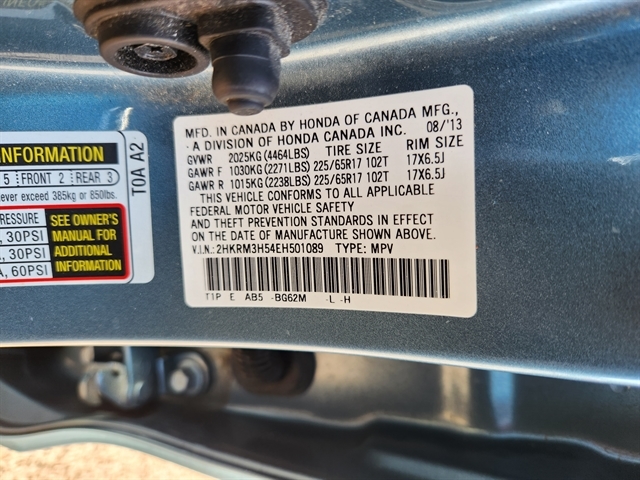 MFD. IN CANADA BY HONDA OF CANADA MFG.,
- A DIVISION OF HONDA CANADA INC. 08/'13
GVWR 2025KG(4464LBS) TIRE SIZE RIM SIZE
GAWR F 1030KG(2271LBS)225/65R17 102T 17X6.5J
GAWR R 1015KG(2238LBS)225/65R17 102T 17X6.5J
THIS VEHICLE CONFORMS TO ALL APPLICABLE
FEDERAL MOTOR VEHICLE SAFETY
AND THEFT PREVENTION STANDARDS IN EFFECT
ON THE DATE OF MANUFACTURE SHOWN ABOVE.
V.I.N.: 2HKRM3H54EH501089 TYPE: MPV
T1P E AB5 -BG62M -L -H
INFORMATION
5 FRONT 2 REAR 3
never exceed 385kg or 850lbs.
PRESSURE
, 30PSI
, 30PSI
A, 60PSI
SEE OWNER'S
MANUAL FOR
ADDITIONAL
INFORMATION
T0A A2